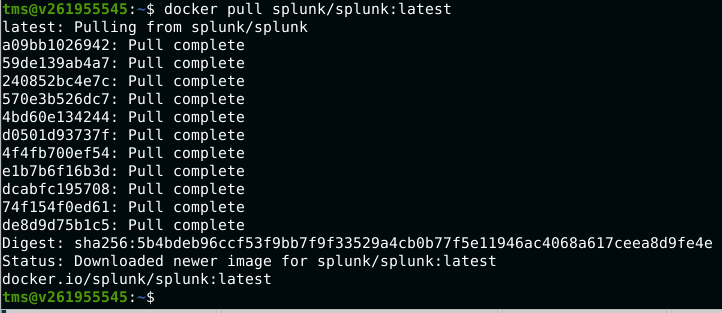 tms@v261955545:~$ docker pull splunk/splunk:latest
latest: Pulling from splunk/splunk
a09bb1026942: Pull complete
59de139ab4a7: Pull complete
240852bc4e7c: Pull complete
570e3b526dc7: Pull complete
4bd60e134244: Pull complete
d0501d93737f: Pull complete
4f4fb700ef54: Pull complete
e1b7b6f16b3d: Pull complete
dcabfc195708: Pull complete
74f154f0ed61: Pull complete
de8d9d75b1c5: Pull complete
Digest: sha256:5b4bdeb96ccf53f9bb7f9f33529a4cb0b77f5e11946ac4068a617ceea8d9fe4e
Status: Downloaded newer image for splunk/splunk:latest
docker.io/splunk/splunk:latest
tms@v261955545:~$